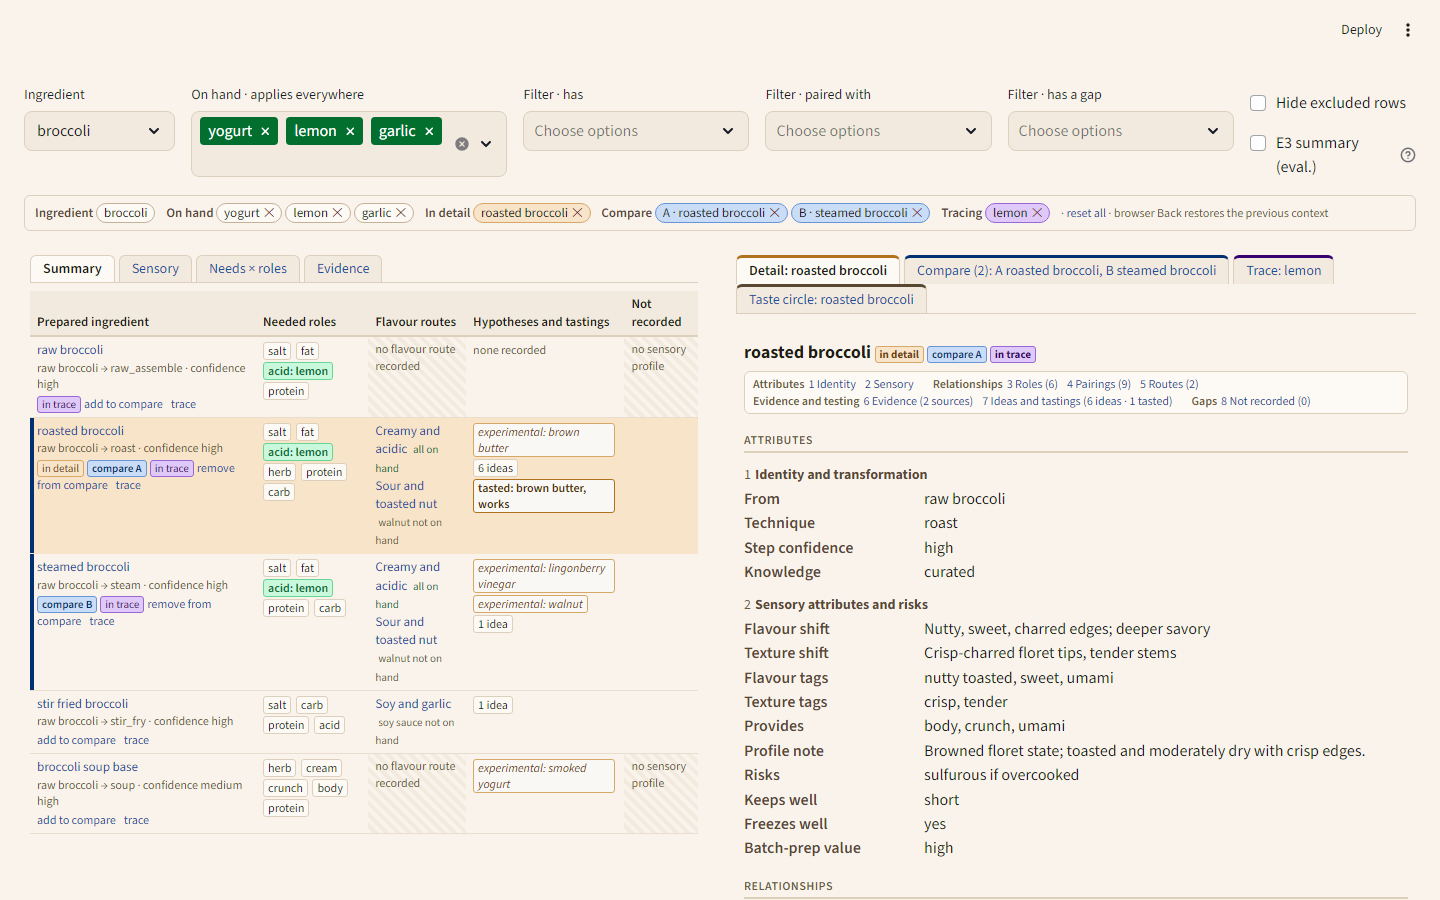 Deploy
Ingredient
On hand · applies everywhere
Filter · has
Filter · paired with
Filter · has a gap
broccoli
yogurt ×
lemon ×
garlic ×
Choose options
Choose options
Choose options
Hide excluded rows
E3 summary
(eval.)
Ingredient broccoli On hand yogurt × lemon × garlic × In detail roasted broccoli × Compare A · roasted broccoli × B · steamed broccoli × Tracing lemon × · reset all · browser Back restores the previous context
Summary
Sensory
Needs × roles
Evidence
Prepared ingredient
Needed roles
Flavour routes
Hypotheses and tastings
Not
recorded
raw broccoli
raw broccoli → raw_assemble · confidence
high
in trace add to compare trace
salt fat
acid: lemon
protein
no flavour route
recorded
none recorded
no sensory
profile
roasted broccoli
raw broccoli → roast · confidence high
in detail compare A in trace remove
from compare trace
salt fat
acid: lemon
herb protein
carb
Creamy and
acidic all on
hand
Sour and
toasted nut
walnut not on
hand
experimental: brown
butter
6 ideas
tasted: brown butter,
works
steamed broccoli
raw broccoli → steam · confidence high
compare B in trace remove from
compare trace
salt fat
acid: lemon
protein carb
Creamy and
acidic all on
hand
Sour and
toasted nut
walnut not on
hand
experimental: lingonberry
vinegar
experimental: walnut
1 idea
stir fried broccoli
raw broccoli → stir_fry · confidence high
add to compare trace
salt carb
protein acid
Soy and garlic
soy sauce not on
hand
1 idea
broccoli soup base
raw broccoli → soup · confidence medium
high
add to compare trace
herb cream
crunch body
protein
no flavour route
recorded
experimental: smoked
yogurt
no sensory
profile
Detail: roasted broccoli
Compare (2): A roasted broccoli, B steamed broccoli
Trace: lemon
Taste circle: roasted broccoli
roasted broccoli in detail compare A in trace
Attributes 1 Identity 2 Sensory Relationships 3 Roles (6) 4 Pairings (9) 5 Routes (2)
Evidence and testing 6 Evidence (2 sources) 7 Ideas and tastings (6 ideas · 1 tasted) Gaps 8 Not recorded (0)
ATTRIBUTES
1 Identity and transformation
From raw broccoli
Technique roast
Step confidence high
Knowledge curated
2 Sensory attributes and risks
Flavour shift Nutty, sweet, charred edges; deeper savory
Texture shift Crisp-charred floret tips, tender stems
Flavour tags nutty toasted, sweet, umami
Texture tags crisp, tender
Provides body, crunch, umami
Profile note Browned floret state; toasted and moderately dry with crisp edges.
Risks sulfurous if overcooked
Keeps well short
Freezes well yes
Batch-prep value high
RELATIONSHIPS